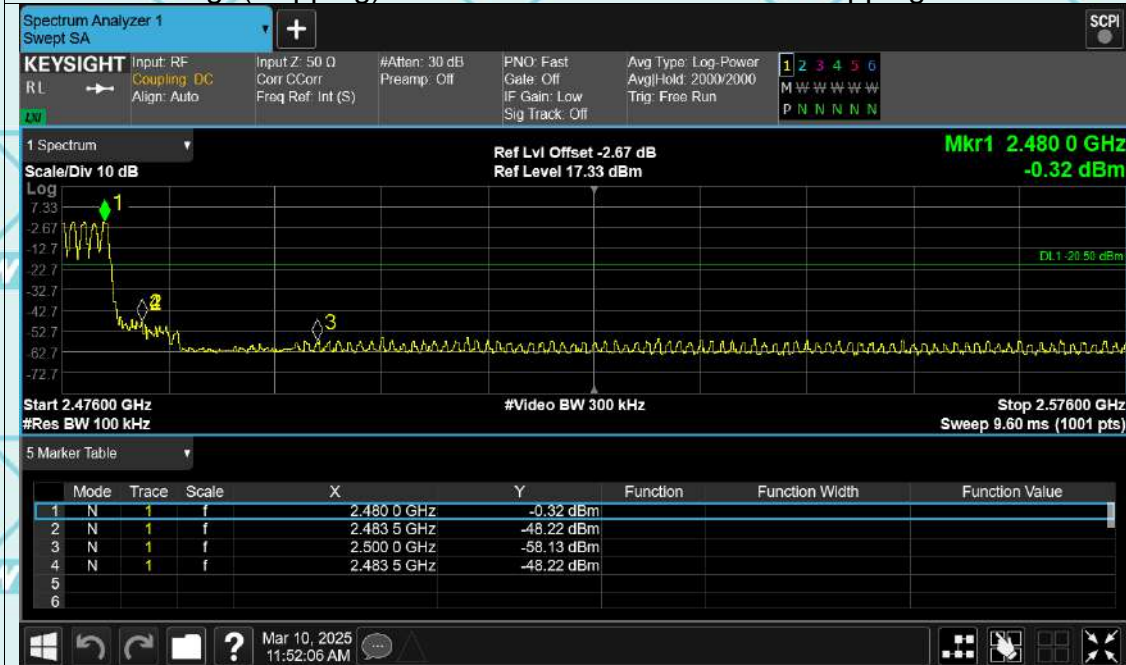 Spectrum Analyzer 1
Swept SA
+
SCPI
KEYSIGHT
RL
LXI
Input: RF
Coupling: DC
Align: Auto
Input Z: 50 Ω
Corr CCorr
Freq Ref: Int (S)
#Atten: 30 dB
Preamp: Off
PNO: Fast
Gate: Off
IF Gain: Low
Sig Track: Off
Avg Type: Log-Power
Avg|Hold: 2000/2000
Trig: Free Run
1 2 3 4 5 6
M W W W W W
P N N N N N
1 Spectrum
Scale/Div 10 dB
Ref Lvl Offset -2.67 dB
Ref Level 17.33 dBm
Mkr1 2.480 0 GHz
-0.32 dBm
Log
7.33
-2.67
-12.7
-22.7
-32.7
-42.7
-52.7
-62.7
-72.7
1
2
3
DL1 -20.50 dBm
Start 2.47600 GHz
#Res BW 100 kHz
#Video BW 300 kHz
Stop 2.57600 GHz
Sweep 9.60 ms (1001 pts)
5 Marker Table
Mode Trace Scale X Y Function Function Width Function Value
1 N 1 f 2.480 0 GHz -0.32 dBm
2 N 1 f 2.483 5 GHz -48.22 dBm
3 N 1 f 2.500 0 GHz -58.13 dBm
4 N 1 f 2.483 5 GHz -48.22 dBm
5
6
?
Mar 10, 2025
11:52:06 AM